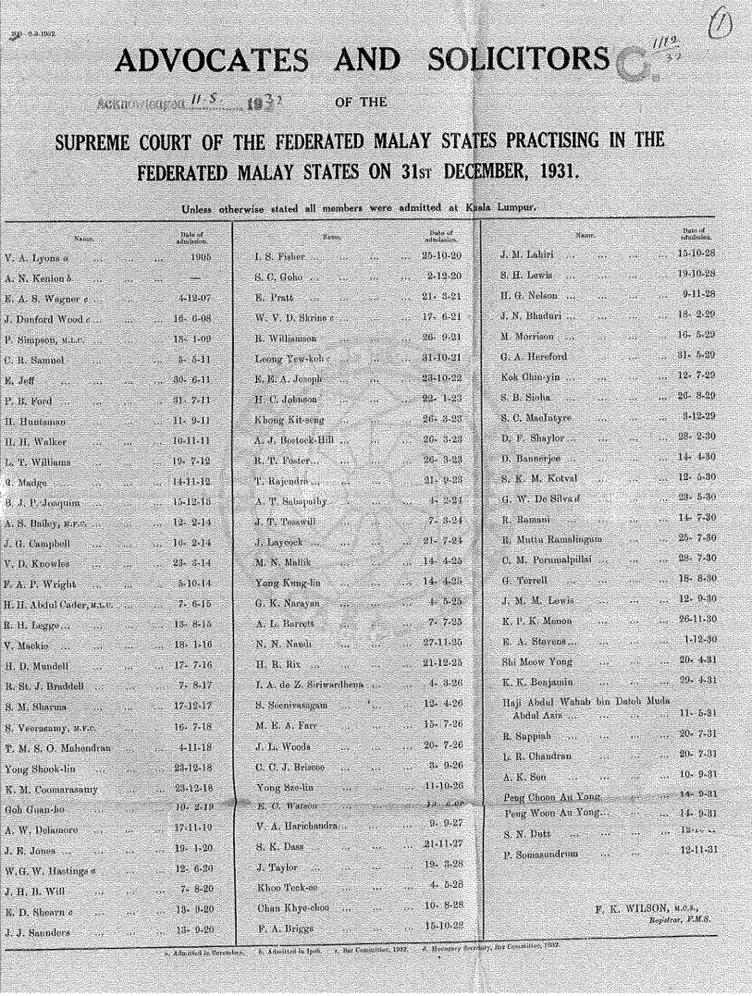 ADVOCATES AND SOLICITORS
Acknowledged 11.5. 1932
OF THE
SUPREME COURT OF THE FEDERATED MALAY STATES PRACTISING IN THE
FEDERATED MALAY STATES ON 31ST DECEMBER, 1931.
Unless otherwise stated all members were admitted at Kuala Lumpur.
Name. Date of admission.
V. A. Lyons a ... 1905
A. N. Kenion b ... —
E. A. S. Wagner c ... 4-12-07
J. Dunford Wood c ... 16- 6-08
P. Simpson, M.L.C. ... 18- 1-09
C. R. Samuel ... 5- 5-11
E. Jeff ... 30- 6-11
P. B. Ford ... 31- 7-11
H. Huntsman ... 11- 9-11
H. H. Walker ... 10-11-11
L. T. Williams ... 19- 7-12
Madge ... 14-11-12
J. P. Joaquim ... 15-12-13
A. S. Bailey, M.F.C. ... 12- 2-14
J. G. Campbell ... 16- 2-14
V. D. Knowles ... 23- 3-14
F. A. P. Wright ... 5-10-14
H. H. Abdul Cader, M.L.C. ... 7- 6-15
R. H. Legge ... 13- 8-15
V. Mackie ... 18- 1-16
H. D. Mundell ... 17- 7-16
R. St. J. Braddell ... 7- 8-17
S. M. Sharma ... 17-12-17
S. Veerasamy, M.F.C. ... 16- 7-18
T. M. S. O. Mahendran ... 4-11-18
Yong Shook-lin ... 23-12-18
K. M. Coomarasamy ... 23-12-18
Goh Guan-ho ... 10- 2-19
A. W. Delamore ... 17-11-19
J. E. Jones ... 19- 1-20
W. G. W. Hastings a ... 12- 6-20
J. H. B. Will ... 7- 8-20
E. D. Shearn c ... 13- 9-20
J. J. Saunders ... 13- 9-20
Name. Date of admission.
I. S. Fisher ... 25-10-20
S. C. Goho ... 2-12-20
E. Pratt ... 21- 3-21
W. V. D. Skrine c ... 17- 6-21
R. Williamson ... 26- 9-21
Leong Yew-koh c ... 31-10-21
E. E. A. Joseph ... 23-10-22
H. C. Johnson ... 22- 1-23
Khong Kit-seng ... 26- 3-23
A. J. Bostock-Hill ... 26- 3-23
R. T. Foster ... 26- 3-23
T. Rajendra ... 21- 9-23
A. T. Sabapathy ... 4- 2-24
J. T. Tosswill ... 7- 3-24
J. Laycock ... 21- 7-24
M. N. Mallik ... 14- 4-25
Yong Kung-lin ... 14- 4-25
G. K. Narayan ... 4- 5-25
A. L. Barrett ... 7- 7-25
N. N. Nandi ... 27-11-25
H. R. Rix ... 21-12-25
I. A. de Z. Siriwardhena ... 4- 3-26
S. Seenivasagam ... 12- 4-26
M. E. A. Farr ... 15- 7-26
J. L. Woods ... 20- 7-26
C. C. J. Briscoe ... 3- 9-26
Yong Sze-lin ... 11-10-26
E. C. Watson
V. A. Harichandra ... 9- 9-27
S. K. Dass ... 21-11-27
J. Taylor ... 19- 3-28
Khoo Teck-ee ... 4- 5-28
Chan Khye-choo ... 10- 8-28
F. A. Briggs ... 15-10-28
Name. Date of admission.
J. M. Lahiri ... 15-10-28
S. H. Lewis ... 19-10-28
H. G. Nelson ... 9-11-28
J. N. Bhaduri ... 18- 2-29
M. Morrison ... 16- 5-29
G. A. Hereford 31- 5-29
Kok Chin-yin ... 12- 7-29
S. B. Sinha ... 26- 8-29
S. C. MacIntyre ... 3-12-29
D. F. Shaylor ... 28- 2-30
D. Bannerjee ... 14- 4-30
S. K. M. Kotval ... 12- 5-30
G. W. De Silva d ... 23- 5-30
R. Ramani ... 14- 7-30
R. Muttu Ramalingam ... 25- 7-30
C. M. Perumalpillai ... 28- 7-30
G. Terrell ... 18- 8-30
J. M. M. Lewis ... 12- 9-30
K. P. K. Menon ... 26-11-30
E. A. Stevens ... 1-12-30
Shi Meow Yong ... 20- 4-31
K. K. Benjamin ... 29- 4-31
Haji Abdul Wahab bin Datoh Muda
Abdul Aziz ... 11- 5-31
R. Suppiah ... 20- 7-31
L. R. Chandran ... 20- 7-31
A. K. Sen ... 10- 9-31
Peng Choon Au Yong ... 14- 9-31
Peng Woon Au Yong ... 14- 9-31
S. N. Dutt
P. Somasundrum ... 12-11-31
F. K. WILSON, M.C.S.,
Registrar, F.M.S.
a. Admitted in Seremban. b. Admitted in Ipoh. c. Bar Committee, 1932. d. Honorary Secretary, Bar Committee, 1932.